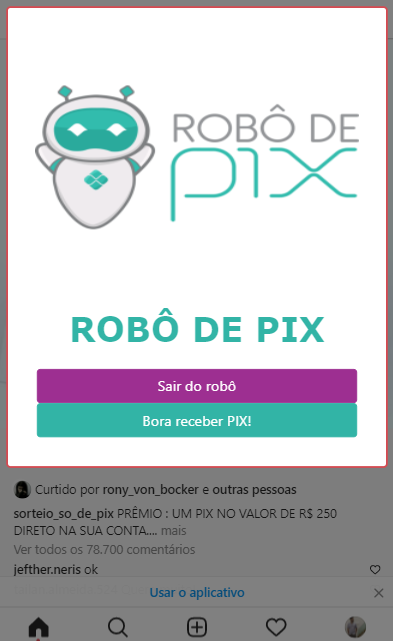 ROBÔ DE
PIX
ROBÔ DE PIX
Sair do robô
Bora receber PIX!
Curtido por rony_von_bocker e outras pessoas
sorteio_so_de_pix PRÊMIO : UM PIX NO VALOR DE R$ 250
DIRETO NA SUA CONTA.... mais
Ver todos os 78.700 comentários
jefther.neris ok
Usar o aplicativo